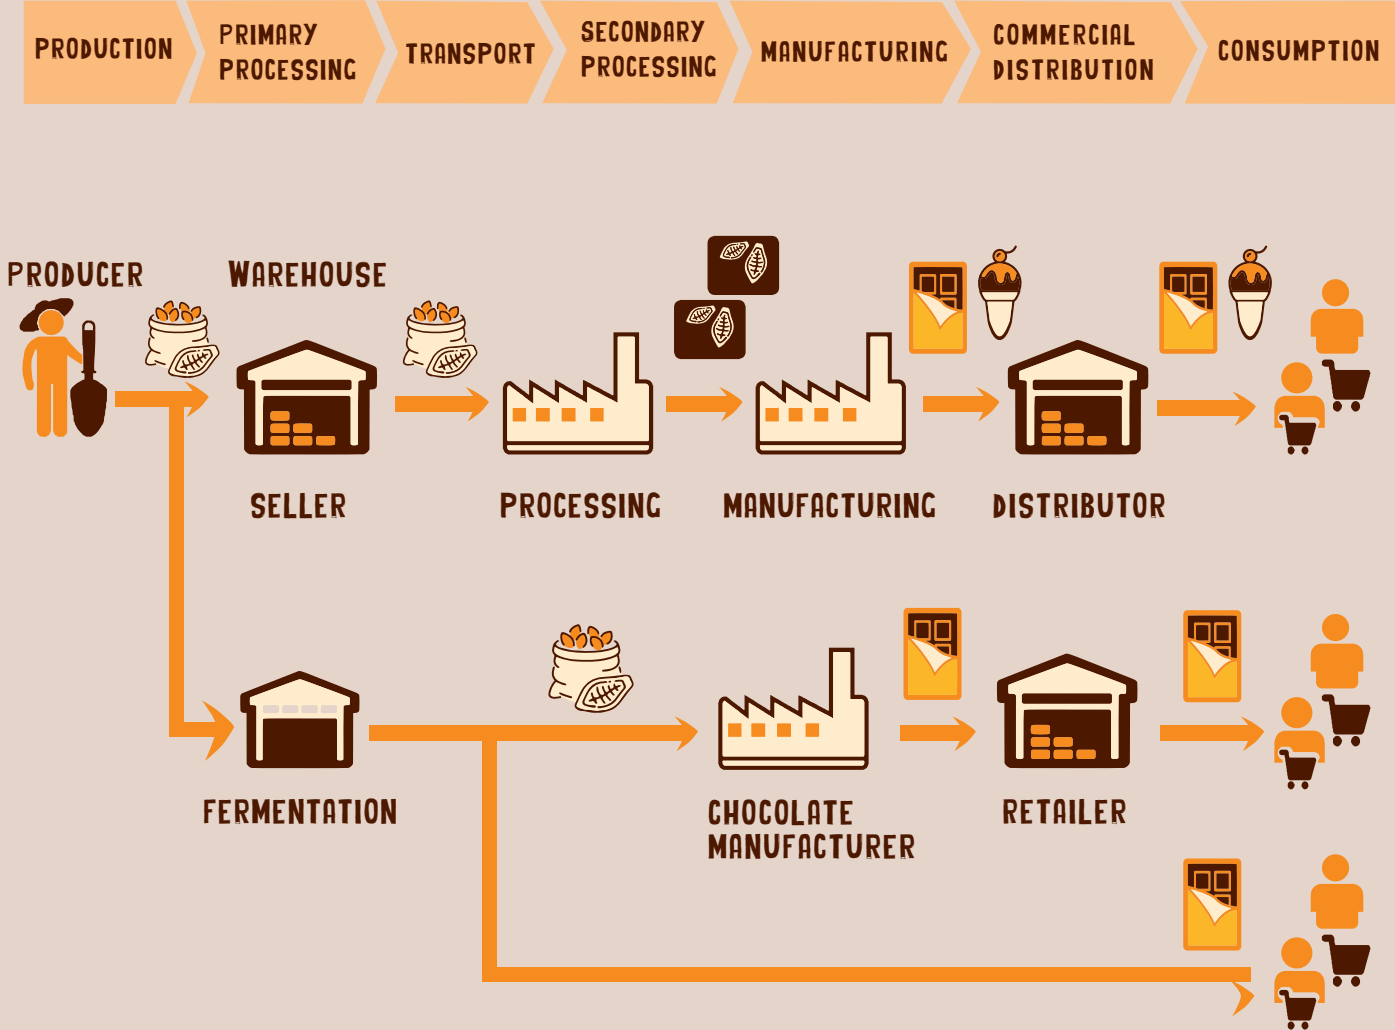 PRODUCTION
PRIMARY
PROCESSING
TRANSPORT
SECONDARY
PROCESSING
MANUFACTURING
COMMERCIAL
DISTRIBUTION
CONSUMPTION
PRODUCER
WAREHOUSE
SELLER
PROCESSING
MANUFACTURING
DISTRIBUTOR
FERMENTATION
CHOCOLATE
MANUFACTURER
RETAILER